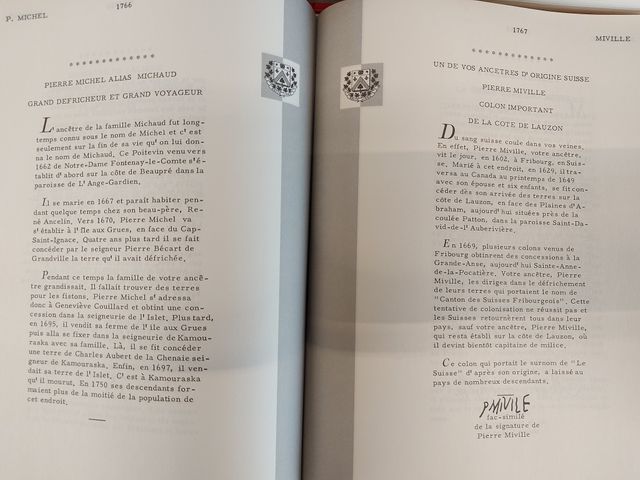 P. MICHEL
1766
PIERRE MICHEL ALIAS MICHAUD
GRAND DEFRICHEUR ET GRAND VOYAGEUR
L'ancêtre de la famille Michaud fut long-
temps connu sous le nom de Michel et c'est
seulement sur la fin de sa vie qu'on lui don-
na le nom de Michaud. Ce Poitevin venu vers
1662 de Notre-Dame Fontenay-le-Comte s'é-
tablit d'abord sur la côte de Beaupré dans la
paroisse de L'Ange-Gardien.
Il se marie en 1667 et paraît habiter pen-
dant quelque temps chez son beau-père, Re-
né Ancelin. Vers 1670, Pierre Michel va
s'établir à l'Ile aux Grues, en face du Cap-
Saint-Ignace. Quatre ans plus tard il se fait
concéder par le seigneur Pierre Bécart de
Grandville la terre qu'il avait défrichée.
Pendant ce temps la famille de votre ancê-
tre grandissait. Il fallait trouver des terres
pour les fistons. Pierre Michel s'adressa
donc à Geneviève Couillard et obtint une con-
cession dans la seigneurie de l'Islet. Plus tard,
en 1695, il vendit sa ferme de l'île aux Grues
puis alla se fixer dans la seigneurie de Kamou-
raska avec sa famille. Là, il se fit concéder
une terre de Charles Aubert de la Chenaie sei-
gneur de Kamouraska. Enfin, en 1697, il ven-
dait sa terre de l'Islet. C'est à Kamouraska
qu'il mourut. En 1750 ses descendants for-
maient plus de la moitié de la population de
cet endroit.
1767
MIVILLE
UN DE VOS ANCETRES D'ORIGINE SUISSE
PIERRE MIVILLE
COLON IMPORTANT
DE LA COTE DE LAUZON
Du sang suisse coule dans vos veines.
En effet, Pierre Miville, votre ancêtre,
vit le jour, en 1602, à Fribourg, en Suis-
se. Marié à cet endroit, en 1629, il tra-
versa au Canada au printemps de 1649
avec son épouse et six enfants, se fit con-
céder dès son arrivée des terres sur la
côte de Lauzon, en face des Plaines d'A-
braham, aujourd'hui situées près de la
coulée Patton, dans la paroisse Saint-Da-
vid-de-l'Auberivière.
En 1669, plusieurs colons venus de
Fribourg obtinrent des concessions à la
Grande-Anse, aujourd'hui Sainte-Anne-
de-la-Pocatière. Votre ancêtre, Pierre
Miville, les dirigea dans le défrichement
de leurs terres qui portaient le nom de
"Canton des Suisses Fribourgeois". Cette
tentative de colonisation ne réussit pas et
les Suisses retournèrent tous dans leur
pays, sauf votre ancêtre, Pierre Miville,
qui resta établi sur la côte de Lauzon, où
il devint bientôt capitaine de milice.
Ce colon qui portait le surnom de "Le
Suisse" d'après son origine, a laissé au
pays de nombreux descendants.
PMIVILE
fac-similé
de la signature de
Pierre Miville